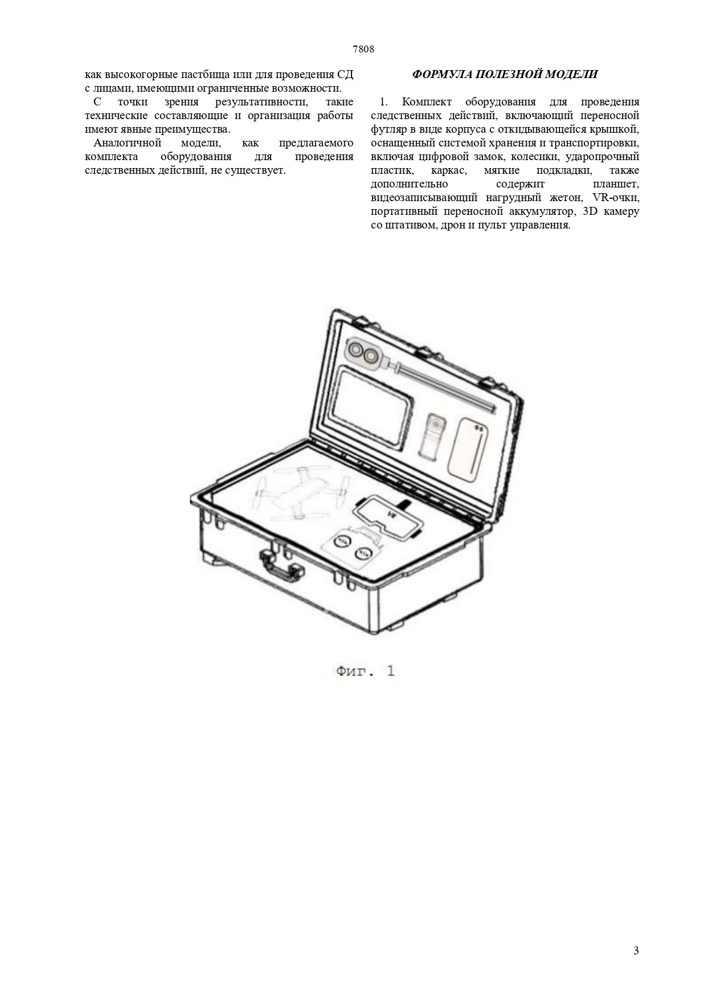 7808
как высокогорные пастбища или для проведения СД
с лицами, имеющими ограниченные возможности.
С точки зрения результативности, такие
технические составляющие и организация работы
имеют явные преимущества.
Аналогичной модели, как предлагаемого
комплекта оборудования для проведения
следственных действий, не существует.
ФОРМУЛА ПОЛЕЗНОЙ МОДЕЛИ
1. Комплект оборудования для проведения
следственных действий, включающий переносной
футляр в виде корпуса с откидывающейся крышкой,
оснащенный системой хранения и транспортировки,
включая цифровой замок, колесики, ударопрочный
пластик, каркас, мягкие подкладки, также
дополнительно содержит планшет,
видеозаписывающий нагрудный жетон, VR-очки,
портативный переносной аккумулятор, 3D камеру
со штативом, дрон и пульт управления.
VR
Фиг. 1
3